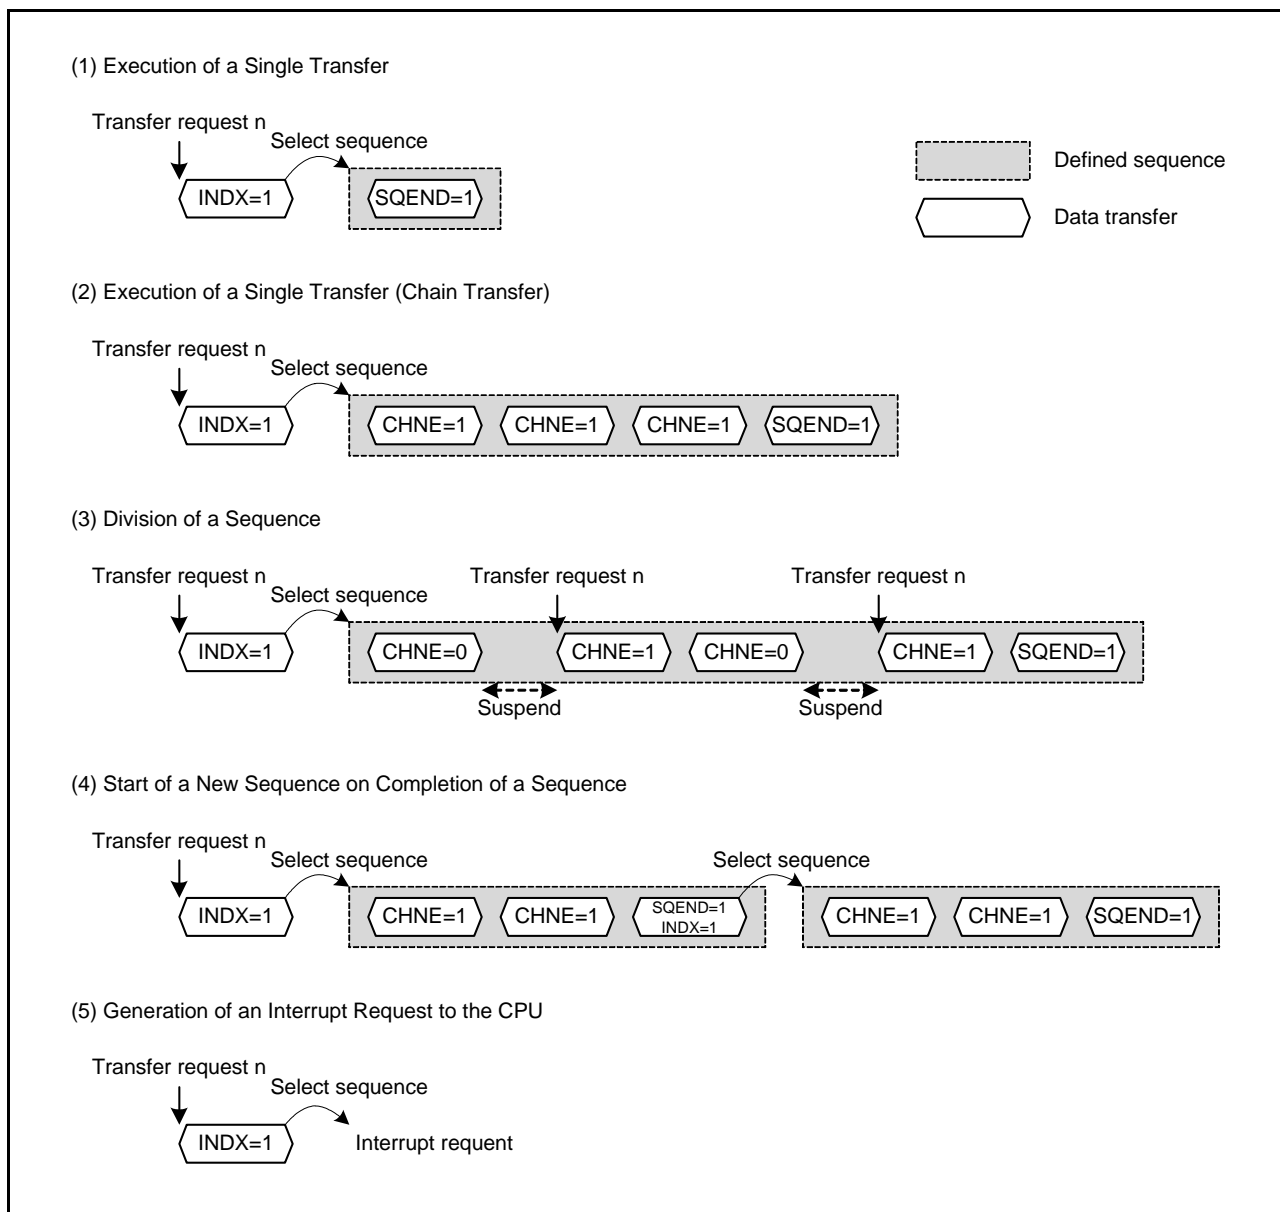 (1) Execution of a Single Transfer
Transfer request n
Select sequence
INDX=1
SQEND=1
Defined sequence
Data transfer
(2) Execution of a Single Transfer (Chain Transfer)
Transfer request n
Select sequence
INDX=1
CHNE=1
CHNE=1
CHNE=1
SQEND=1
(3) Division of a Sequence
Transfer request n
Select sequence
Transfer request n
Transfer request n
INDX=1
CHNE=0
CHNE=1
CHNE=0
CHNE=1
SQEND=1
Suspend
Suspend
(4) Start of a New Sequence on Completion of a Sequence
Transfer request n
Select sequence
Select sequence
INDX=1
CHNE=1
CHNE=1
SQEND=1
INDX=1
CHNE=1
CHNE=1
SQEND=1
(5) Generation of an Interrupt Request to the CPU
Transfer request n
Select sequence
INDX=1
Interrupt requent